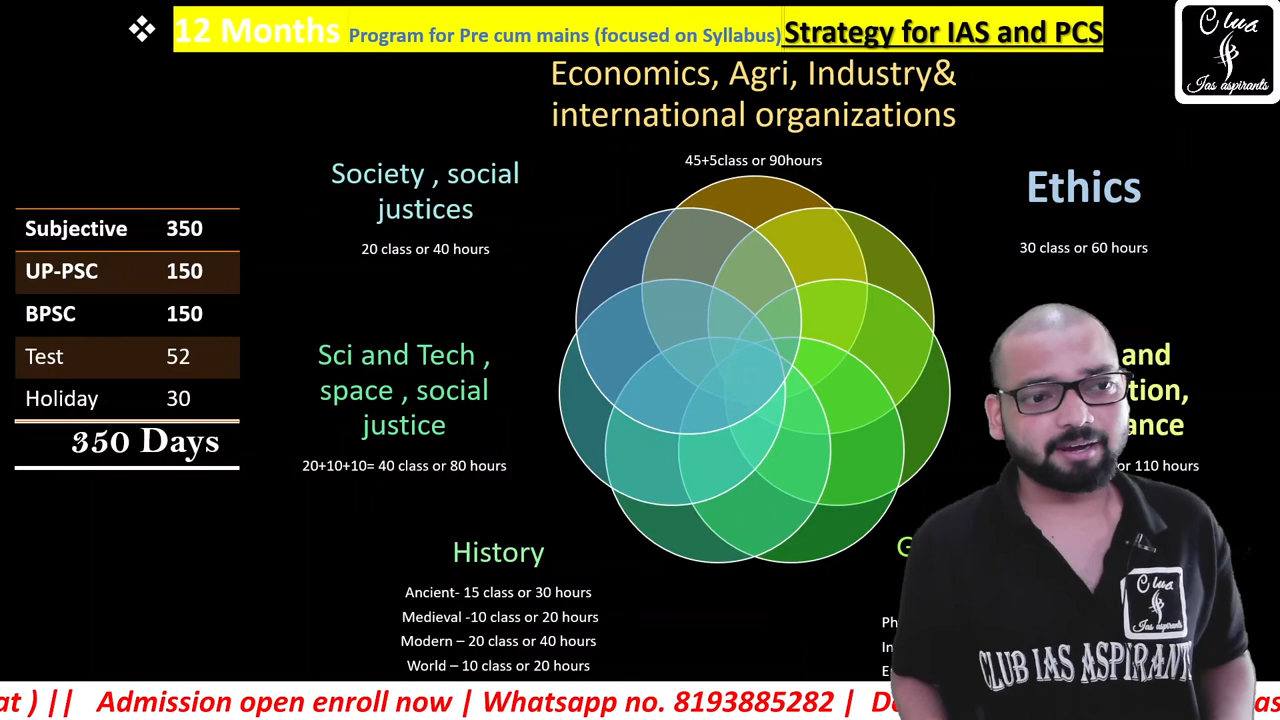 ❖ 12 Months Program for Pre cum mains (focused on Syllabus) Strategy for IAS and PCS
Club
Ias aspirants
Economics, Agri, Industry&
international organizations
45+5class or 90hours
Society , social
justices
20 class or 40 hours
Ethics
30 class or 60 hours
Subjective 350
UP-PSC 150
BPSC 150
Test 52
Holiday 30
350 Days
Sci and Tech ,
space , social
justice
20+10+10= 40 class or 80 hours
and
or 110 hours
History
Ancient- 15 class or 30 hours
Medieval -10 class or 20 hours
Modern – 20 class or 40 hours
World – 10 class or 20 hours
Club
Ias aspirants
CLUB IAS ASPIRANTS
at ) || Admission open enroll now | Whatsapp no. 8193885282 |